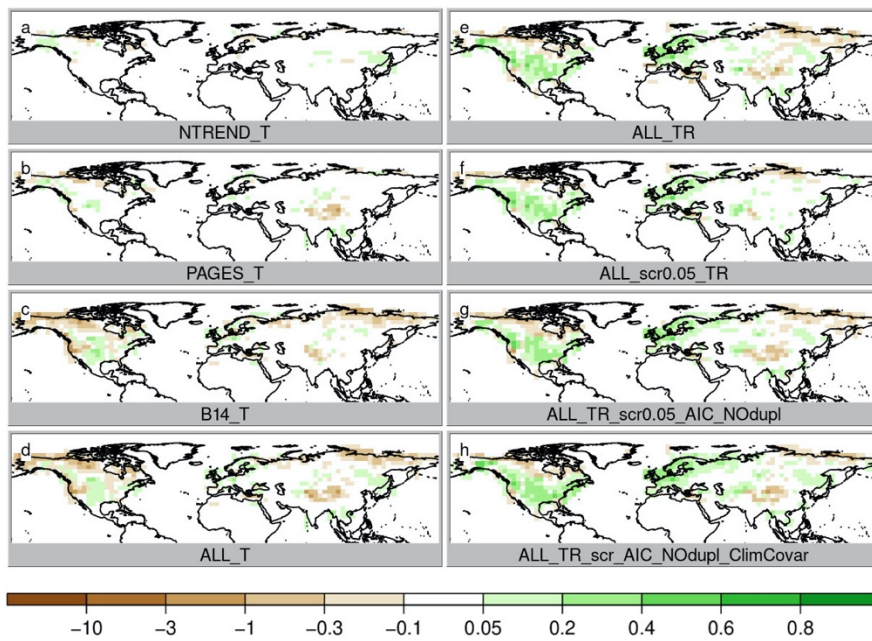 a
NTREND_T
b
PAGES_T
c
B14_T
d
ALL_T
e
ALL_TR
f
ALL_scr0.05_TR
g
ALL_TR_scr0.05_AIC_NOdupl
h
ALL_TR_scr_AIC_NOdupl_ClimCovar
−10 −3 −1 −0.3 −0.1 0.05 0.2 0.4 0.6 0.8